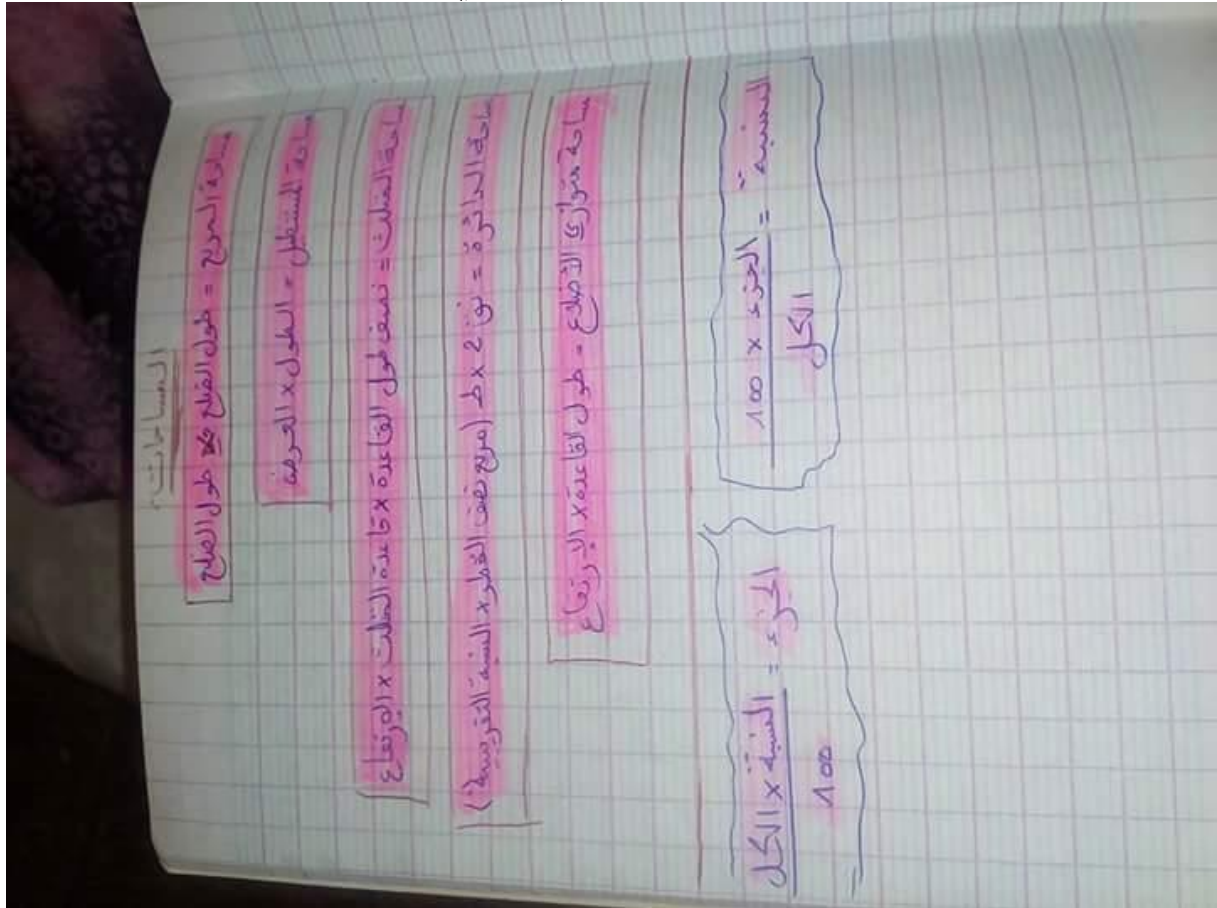 المساحات:
مساحة المربع = طول الضلع x طول الضلع
مساحة المستطيل = الطول x العرض
مساحة المثلث = نصف طول القاعدة x قاعدة المثلث x الارتفاع
مساحة الدائرة = نق 2 x ط (مربع نصف القطر x النسبة التقريبية)
مساحة متوازي الأضلاع = طول القاعدة x الارتفاع
النسبة = الجزء x 100
الكل
الجزء = النسبة x الكل
100